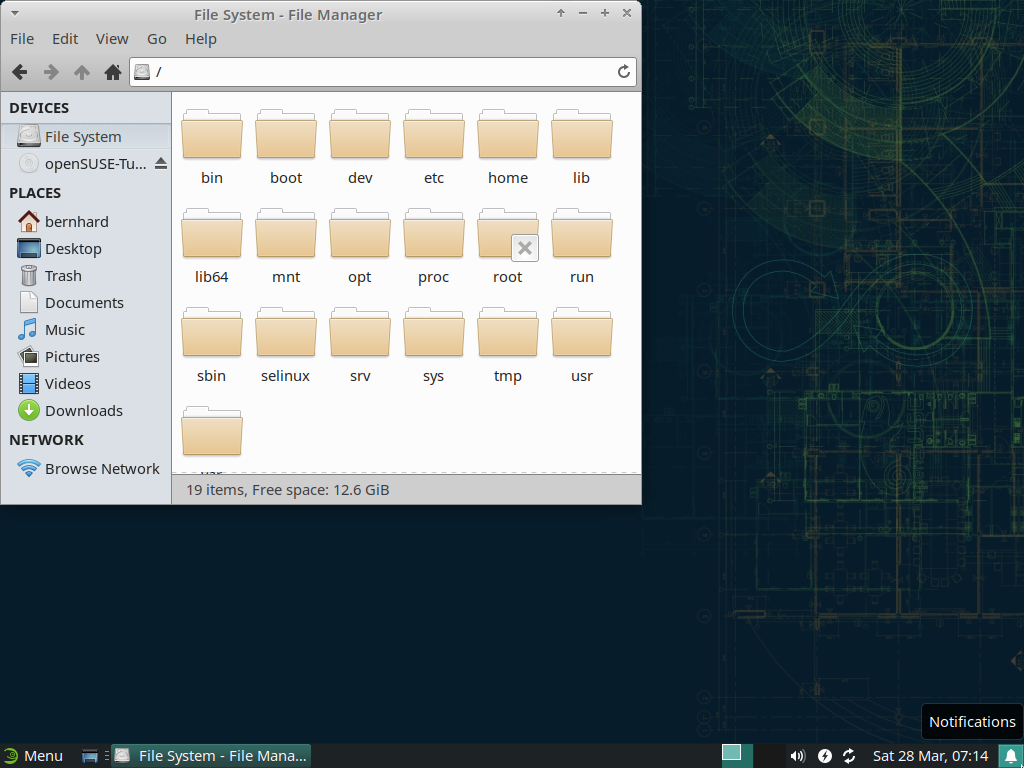 File System - File Manager
File Edit View Go Help
/
DEVICES
File System
openSUSE-Tu...
PLACES
bernhard
Desktop
Trash
Documents
Music
Pictures
Videos
Downloads
NETWORK
Browse Network
bin boot dev etc home lib
lib64 mnt opt proc root run
sbin selinux srv sys tmp usr
19 items, Free space: 12.6 GiB
Notifications
Menu File System - File Mana... Sat 28 Mar, 07:14